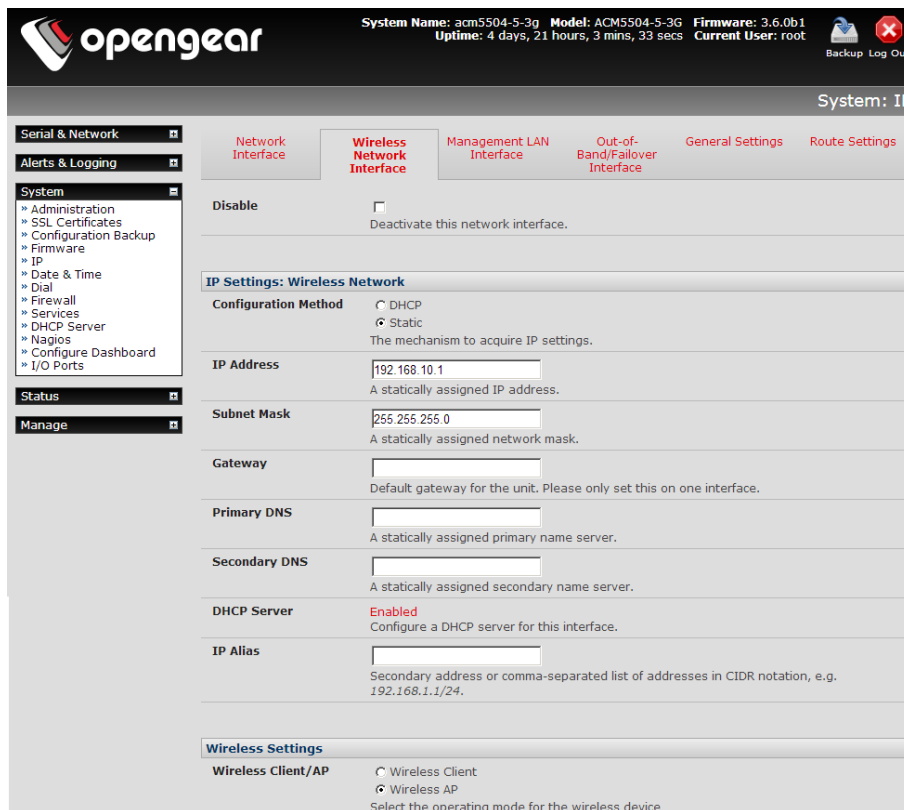 opengear
System Name: acm5504-5-3g Model: ACM5504-5-3G Firmware: 3.6.0b1
Uptime: 4 days, 21 hours, 3 mins, 33 secs Current User: root
Backup Log Ou
System: I
Serial & Network
Alerts & Logging
System
» Administration
» SSL Certificates
» Configuration Backup
» Firmware
» IP
» Date & Time
» Dial
» Firewall
» Services
» DHCP Server
» Nagios
» Configure Dashboard
» I/O Ports
Status
Manage
Network
Interface
Wireless
Network
Interface
Management LAN
Interface
Out-of-
Band/Failover
Interface
General Settings
Route Settings
Disable
Deactivate this network interface.
IP Settings: Wireless Network
Configuration Method
DHCP
Static
The mechanism to acquire IP settings.
IP Address
192.168.10.1
A statically assigned IP address.
Subnet Mask
255.255.255.0
A statically assigned network mask.
Gateway
Default gateway for the unit. Please only set this on one interface.
Primary DNS
A statically assigned primary name server.
Secondary DNS
A statically assigned secondary name server.
DHCP Server
Enabled
Configure a DHCP server for this interface.
IP Alias
Secondary address or comma-separated list of addresses in CIDR notation, e.g.
192.168.1.1/24.
Wireless Settings
Wireless Client/AP
Wireless Client
Wireless AP
Select the operating mode for the wireless device